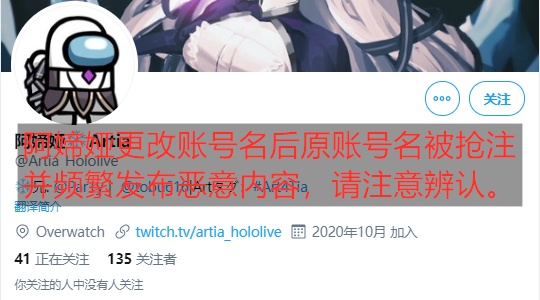 关注
阿媂娅 Artia
阿媂娅更改账号名后原账号名被抢注
@Artia_Hololive
并频繁发布恶意内容，请注意辨认。
翻译简介
Overwatch twitch.tv/artia_hololive 2020年10月 加入
41 正在关注 135 关注者
你关注的人中没有人关注